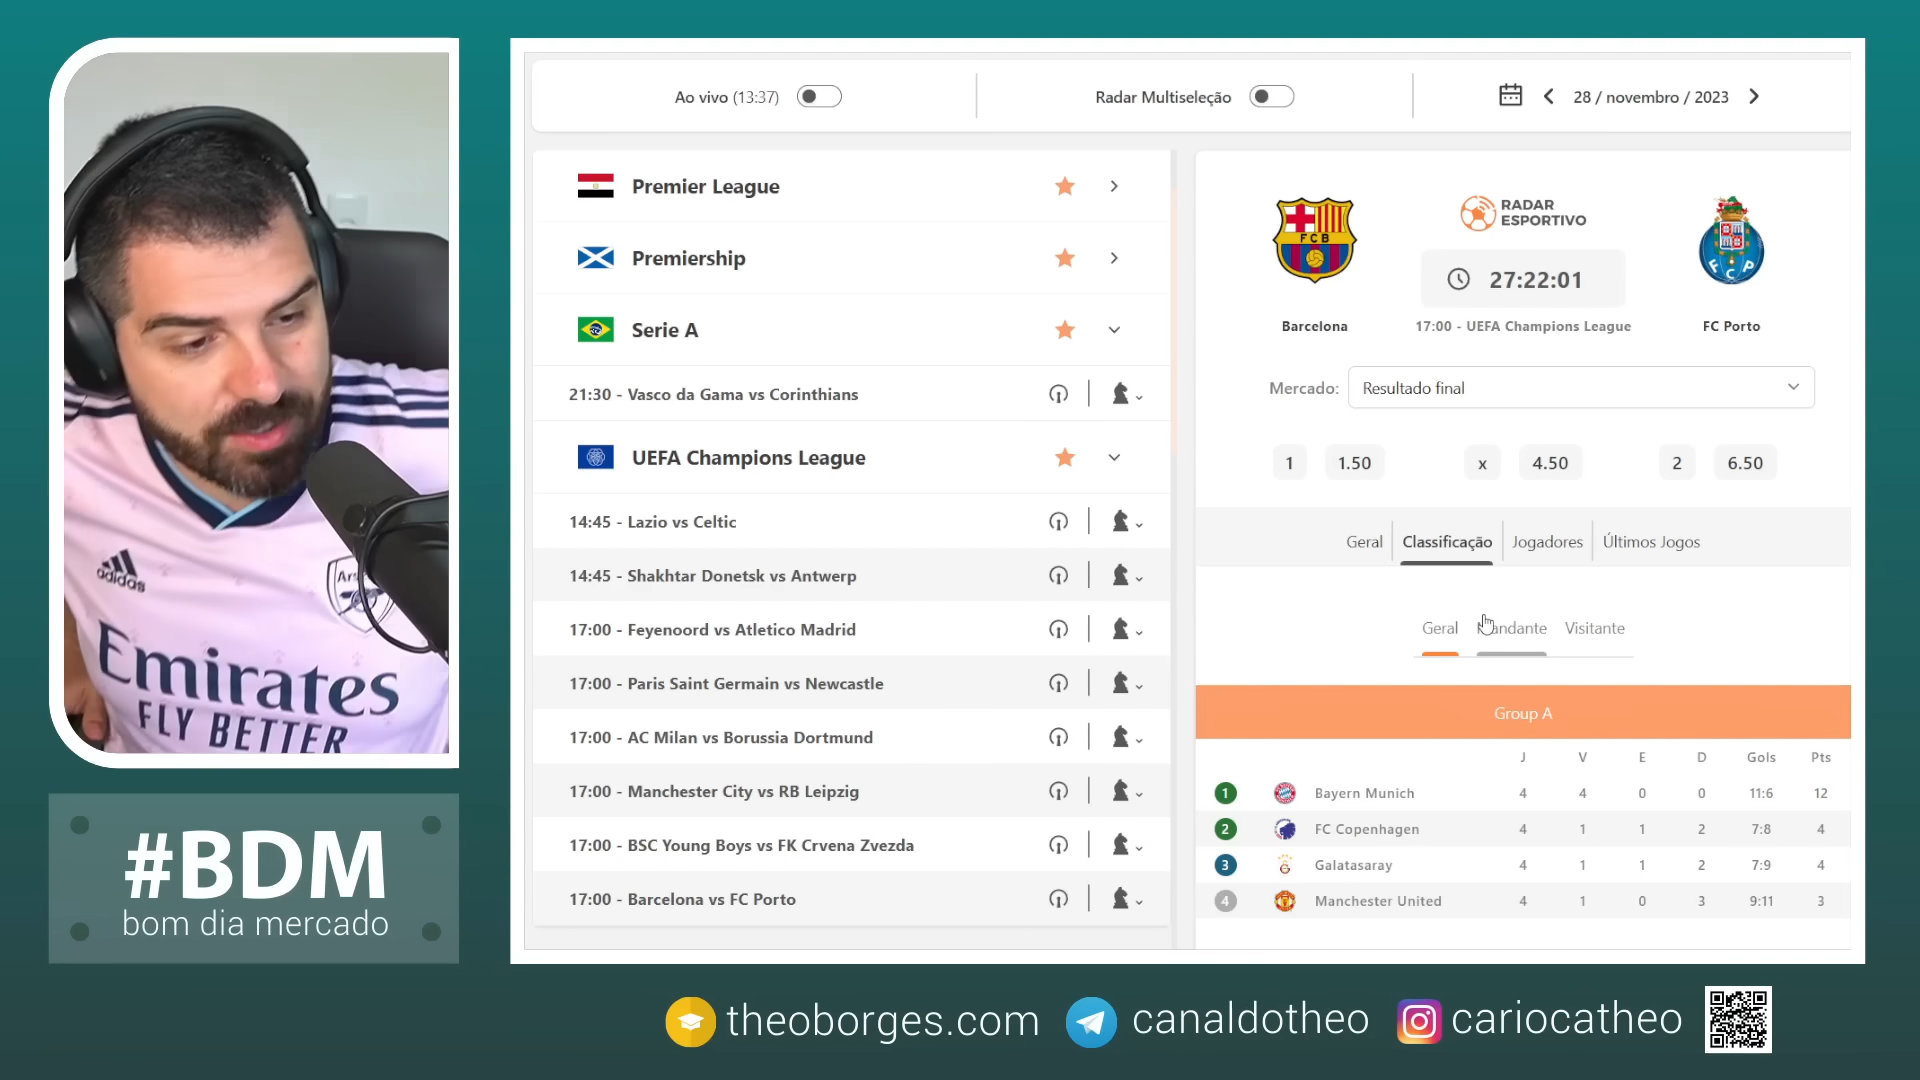 Ao vivo (13:37)
Radar Multiseleção
28 / novembro / 2023
Premier League
Premiership
Serie A
21:30 - Vasco da Gama vs Corinthians
UEFA Champions League
14:45 - Lazio vs Celtic
14:45 - Shakhtar Donetsk vs Antwerp
17:00 - Feyenoord vs Atletico Madrid
17:00 - Paris Saint Germain vs Newcastle
17:00 - AC Milan vs Borussia Dortmund
17:00 - Manchester City vs RB Leipzig
17:00 - BSC Young Boys vs FK Crvena Zvezda
17:00 - Barcelona vs FC Porto
FCB
RADAR
ESPORTIVO
FCP
27:22:01
Barcelona
17:00 - UEFA Champions League
FC Porto
Mercado: Resultado final
1 1.50 x 4.50 2 6.50
Geral Classificação Jogadores Últimos Jogos
Geral Mandante Visitante
Group A
J V E D Gols Pts
1 Bayern Munich 4 4 0 0 11:6 12
2 FC Copenhagen 4 1 1 2 7:8 4
3 Galatasaray 4 1 1 2 7:9 4
4 Manchester United 4 1 0 3 9:11 3
adidas
Ars
Emirates
FLY BETTER
#BDM
bom dia mercado
theoborges.com
canaldotheo
cariocatheo